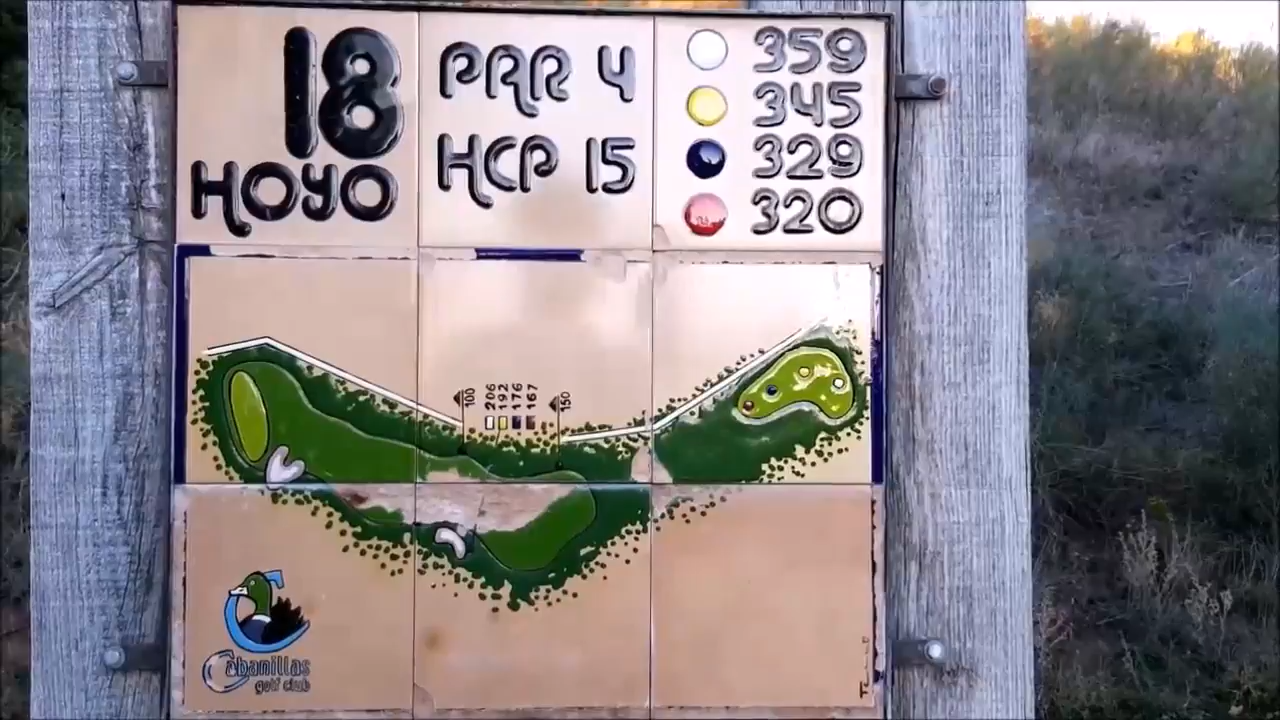 18
HOYO
PAR 4
HCP 15
359
345
329
320
100
206
192
176
167
150
Cabanillas
golf club